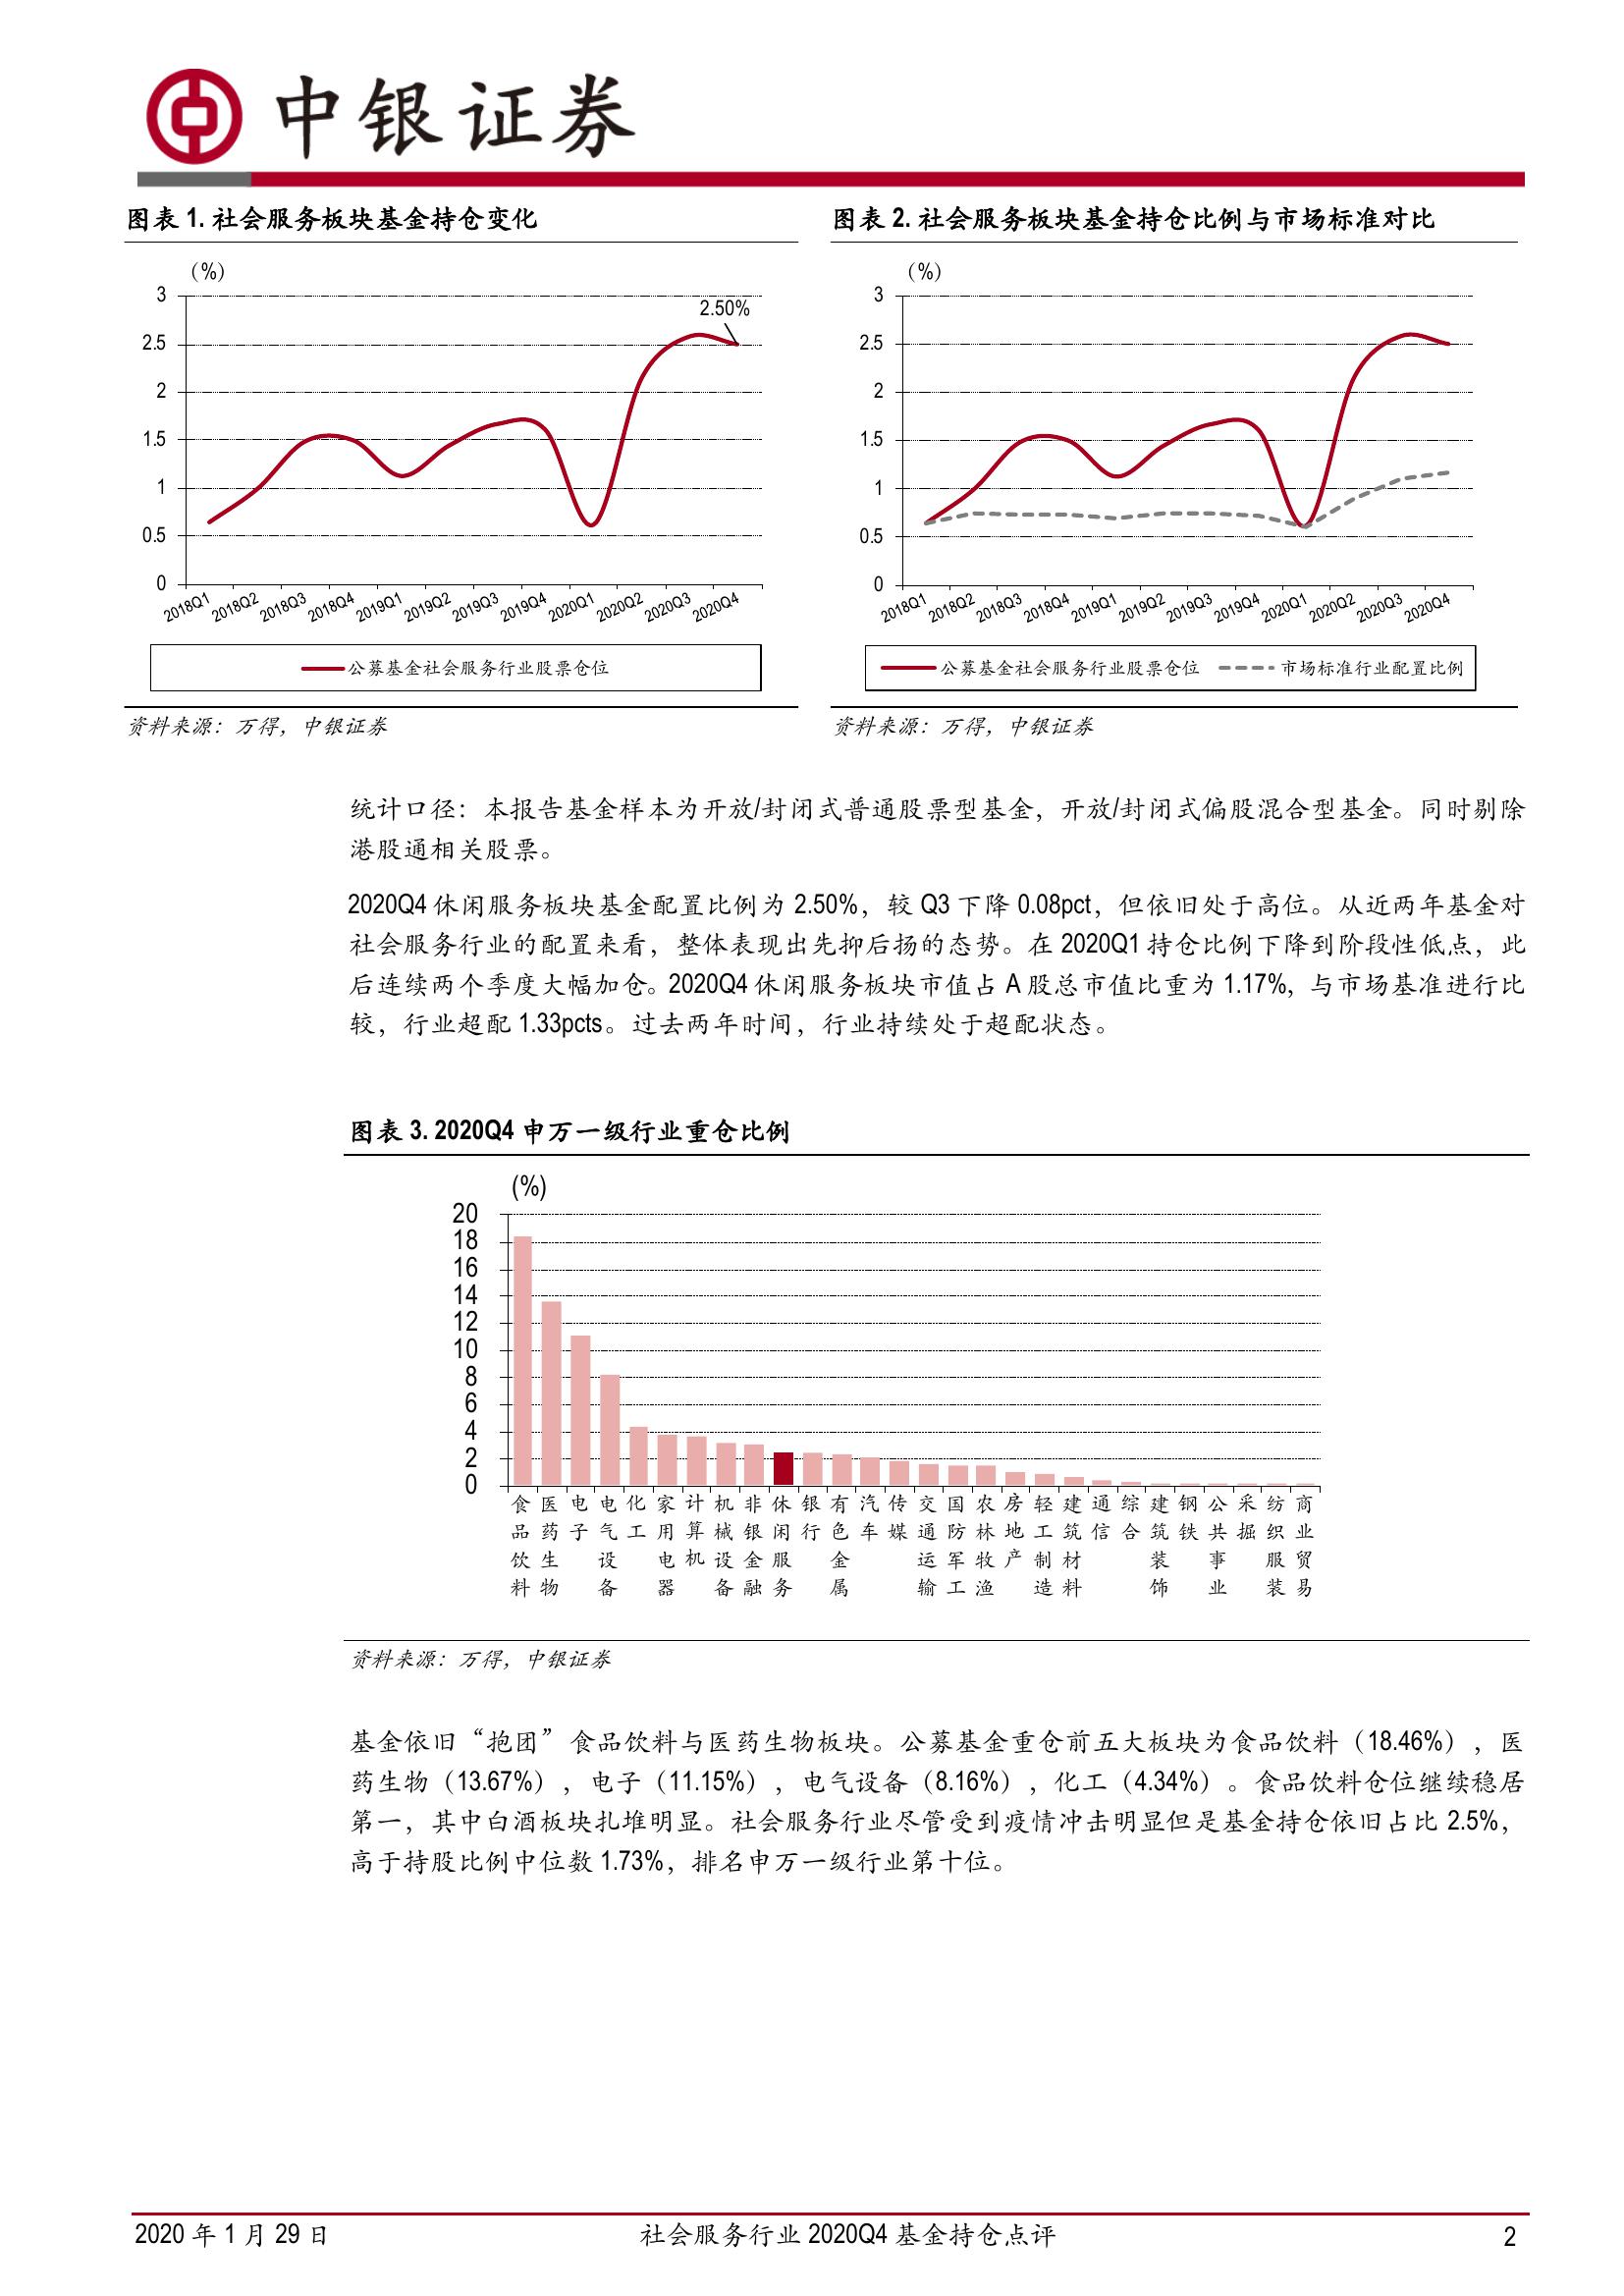 中银证券
图表 1. 社会服务板块基金持仓变化
(%)
3
2.5
2
1.5
1
0.5
0
2.50%
2018Q1 2018Q2 2018Q3 2018Q4 2019Q1 2019Q2 2019Q3 2019Q4 2020Q1 2020Q2 2020Q3 2020Q4
公募基金社会服务行业股票仓位
资料来源：万得，中银证券
图表 2. 社会服务板块基金持仓比例与市场标准对比
(%)
3
2.5
2
1.5
1
0.5
0
2018Q1 2018Q2 2018Q3 2018Q4 2019Q1 2019Q2 2019Q3 2019Q4 2020Q1 2020Q2 2020Q3 2020Q4
公募基金社会服务行业股票仓位 市场标准行业配置比例
资料来源：万得，中银证券
统计口径：本报告基金样本为开放/封闭式普通股票型基金，开放/封闭式偏股混合型基金。同时剔除
港股通相关股票。
2020Q4 休闲服务板块基金配置比例为 2.50%，较 Q3 下降 0.08pct，但依旧处于高位。从近两年基金对
社会服务行业的配置来看，整体表现出先抑后扬的态势。在 2020Q1 持仓比例下降到阶段性低点，此
后连续两个季度大幅加仓。2020Q4 休闲服务板块市值占 A 股总市值比重为 1.17%，与市场基准进行比
较，行业超配 1.33pcts。过去两年时间，行业持续处于超配状态。
图表 3. 2020Q4 申万一级行业重仓比例
(%)
20
18
16
14
12
10
8
6
4
2
0
食品饮料 医药生物 电子 电气设备 化工 家用电器 计算机 机械设备 非银金融 休闲服务 银行 有色金属 汽车 传媒 交通运输 国防军工 农林牧渔 房地产 轻工制造 建筑材料 通信 综合 建筑装饰 钢铁 公共事业 采掘 纺织服装 商业贸易
资料来源：万得，中银证券
基金依旧“抱团”食品饮料与医药生物板块。公募基金重仓前五大板块为食品饮料（18.46%），医
药生物（13.67%），电子（11.15%），电气设备（8.16%），化工（4.34%）。食品饮料仓位继续稳居
第一，其中白酒板块扎堆明显。社会服务行业尽管受到疫情冲击明显但是基金持仓依旧占比 2.5%，
高于持股比例中位数 1.73%，排名申万一级行业第十位。
2020 年 1 月 29 日
社会服务行业 2020Q4 基金持仓点评
2